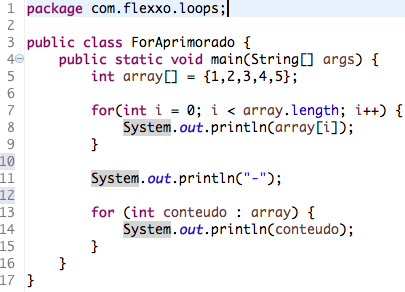 1 package com.flexxo.loops;
2
3 public class ForAprimorado {
4     public static void main(String[] args) {
5         int array[] = {1,2,3,4,5};
6
7         for(int i = 0; i < array.length; i++) {
8             System.out.println(array[i]);
9         }
10
11         System.out.println("-");
12
13         for (int conteudo : array) {
14             System.out.println(conteudo);
15         }
16     }
17 }